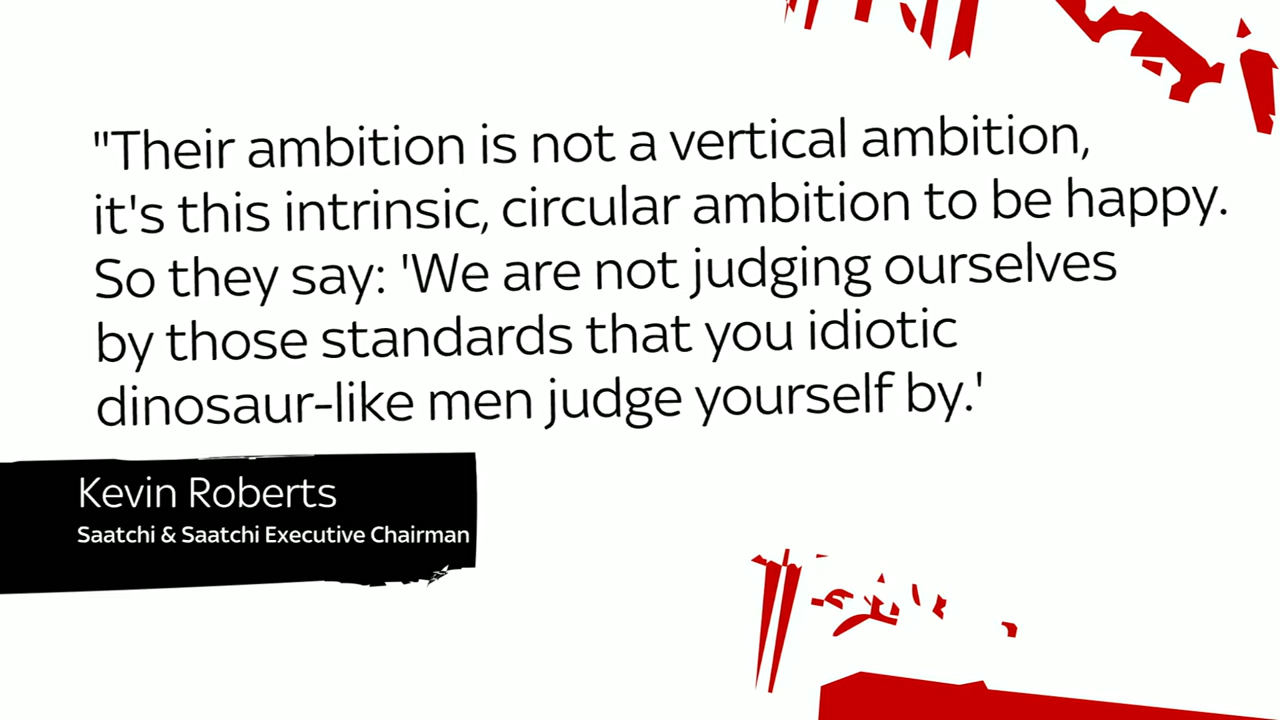 "Their ambition is not a vertical ambition,
it's this intrinsic, circular ambition to be happy.
So they say: 'We are not judging ourselves
by those standards that you idiotic
dinosaur-like men judge yourself by.'
Kevin Roberts
Saatchi & Saatchi Executive Chairman